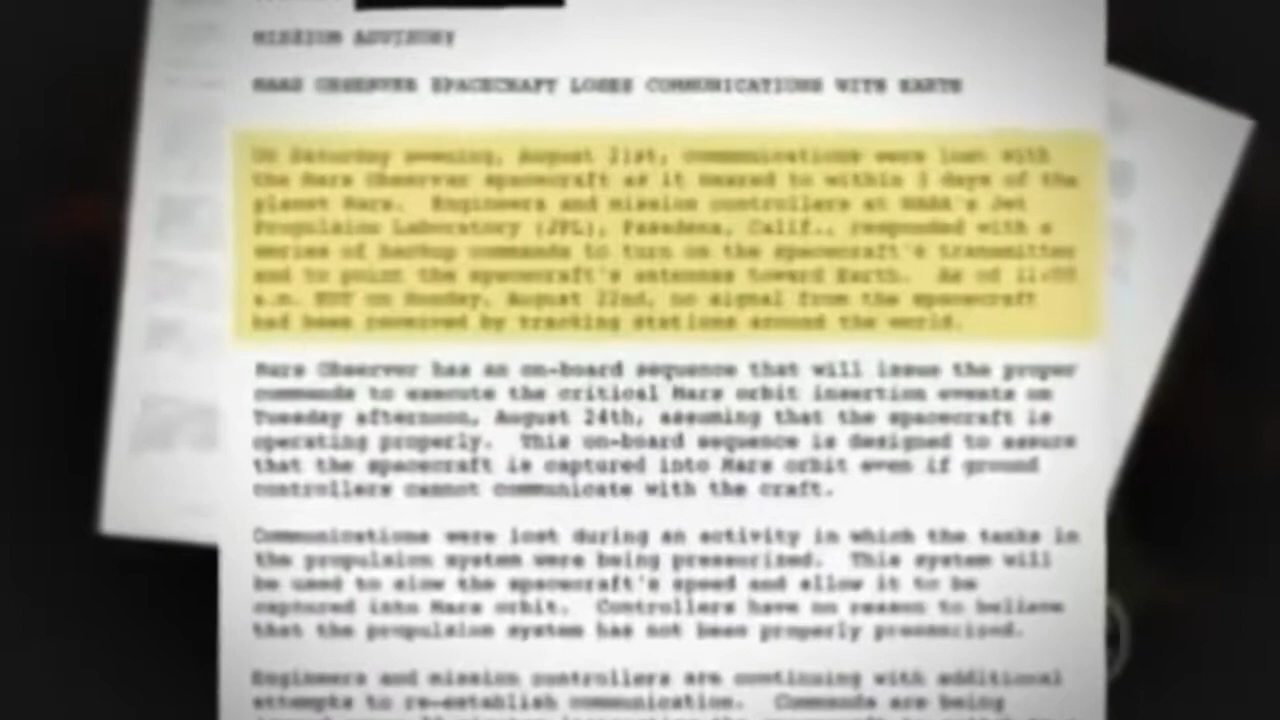 MISSION ADVISORY
MARS OBSERVER SPACECRAFT LOSES COMMUNICATIONS WITH EARTH
On Saturday evening, August 21st, communications were lost with
the Mars Observer spacecraft as it neared to within 3 days of the
planet Mars. Engineers and mission controllers at NASA's Jet
Propulsion Laboratory (JPL), Pasadena, Calif., responded with a
series of backup commands to turn on the spacecraft's transmitter
and to point the spacecraft's antennas toward Earth. As of 11:00
a.m. EDT on Monday, August 22nd, no signal from the spacecraft
had been received by tracking stations around the world.
Mars Observer has an on-board sequence that will issue the proper
commands to execute the critical Mars orbit insertion events on
Tuesday afternoon, August 24th, assuming that the spacecraft is
operating properly. This on-board sequence is designed to assure
that the spacecraft is captured into Mars orbit even if ground
controllers cannot communicate with the craft.
Communications were lost during an activity in which the tanks in
the propulsion system were being pressurized. This system will
be used to slow the spacecraft's speed and allow it to be
captured into Mars orbit. Controllers have no reason to believe
that the propulsion system has not been properly pressurized.
Engineers and mission controllers are continuing with additional
attempts to re-establish communication. Commands are being